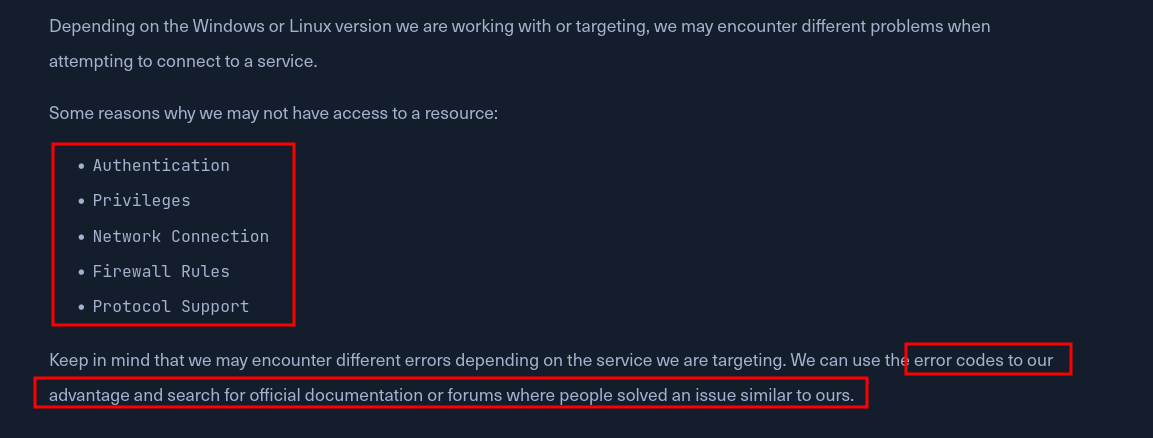 Depending on the Windows or Linux version we are working with or targeting, we may encounter different problems when
attempting to connect to a service.
Some reasons why we may not have access to a resource:
• Authentication
• Privileges
• Network Connection
• Firewall Rules
• Protocol Support
Keep in mind that we may encounter different errors depending on the service we are targeting. We can use the error codes to our
advantage and search for official documentation or forums where people solved an issue similar to ours.